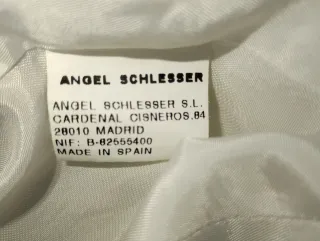 ANGEL SCHLESSER
ANGEL SCHLESSER S.L.
CARDENAL CISNEROS,84
28010 MADRID
NIF: B-82555400
MADE IN SPAIN